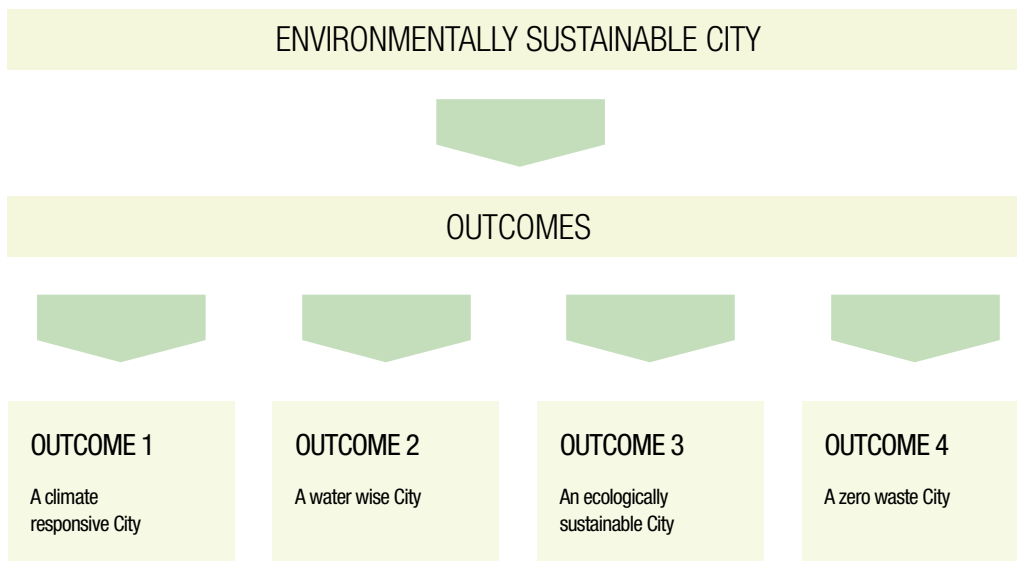 ENVIRONMENTALLY SUSTAINABLE CITY
OUTCOMES
OUTCOME 1
A climate
responsive City
OUTCOME 2
A water wise City
OUTCOME 3
An ecologically
sustainable City
OUTCOME 4
A zero waste City